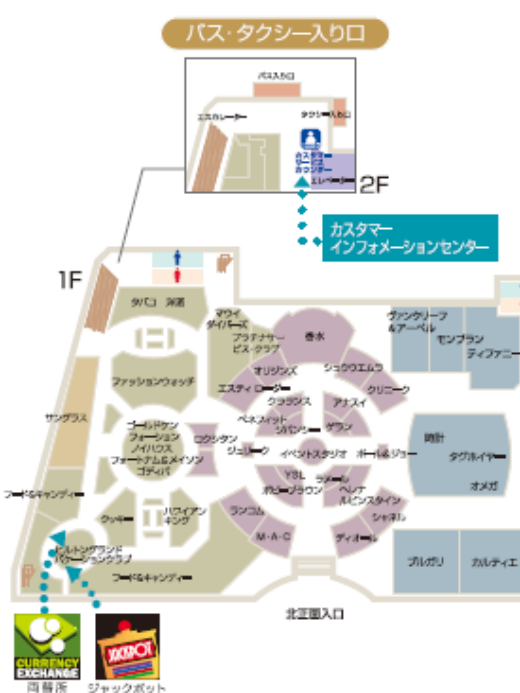 バス・タクシー入り口
バス入り口
エスカレーター
タクシー入り口
カスタマー
サービス
カウンター
エレベーター
2F
カスタマー
インフォメーションセンター
1F
タバコ 洋酒
マウイ
ダイバーズ
プラチナサー
ビス・クラブ
香水
ヴァンクリーフ
&アーペル
モンブラン
ティファニー
オリジンズ
シュウウエムラ
ファッションウォッチ
エスティ ローダー
クリニーク
クラランス
アナスイ
サングラス
ベネフィット
ゲラン
ゴールドケン
フォーション
ノイハウス
フォートナム&メイソン
ゴディバ
ロクシタン
ジバンシー
ジュリーク
イベントスタジオ
ポール&ジョー
時計
タグホイヤー
オメガ
YSL
ラメール
ボビーブラウン
ヘレナ
ルビンスタイン
フード&キャンディー
クッキー
ハワイアン
キング
ランコム
シャネル
M・A・C
ディオール
ヒルトングランド
バケーションクラブ
フード&キャンディー
ブルガリ
カルティエ
北正面入口
CURRENCY
EXCHANGE
両替所
JACKPOT
ジャックポット